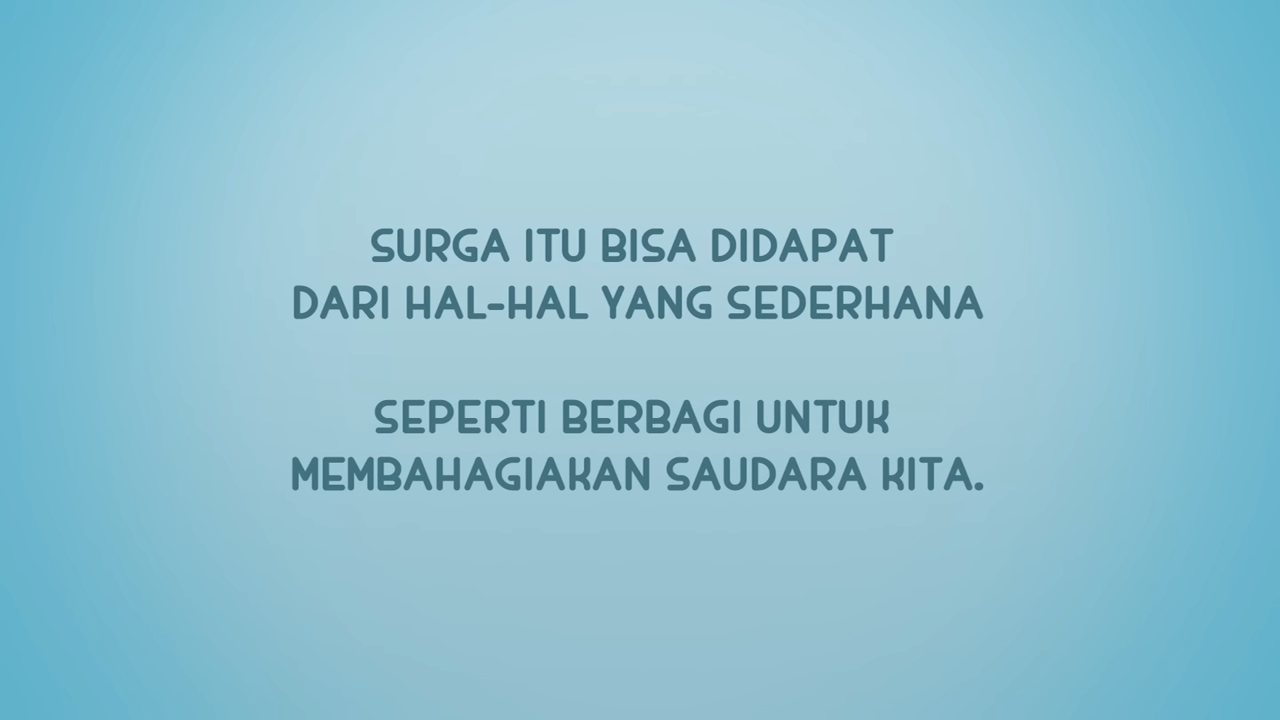 SURGA ITU BISA DIDAPAT
DARI HAL-HAL YANG SEDERHANA
SEPERTI BERBAGI UNTUK
MEMBAHAGIAKAN SAUDARA KITA.